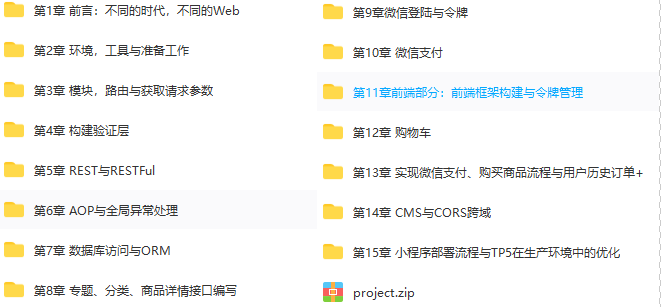 第1章 前言：不同的时代，不同的Web
第2章 环境，工具与准备工作
第3章 模块，路由与获取请求参数
第4章 构建验证层
第5章 REST与RESTFul
第6章 AOP与全局异常处理
第7章 数据库访问与ORM
第8章 专题、分类、商品详情接口编写
第9章微信登陆与令牌
第10章 微信支付
第11章前端部分：前端框架构建与令牌管理
第12章 购物车
第13章 实现微信支付、购买商品流程与用户历史订单+
第14章 CMS与CORS跨域
第15章 小程序部署流程与TP5在生产环境中的优化
project.zip